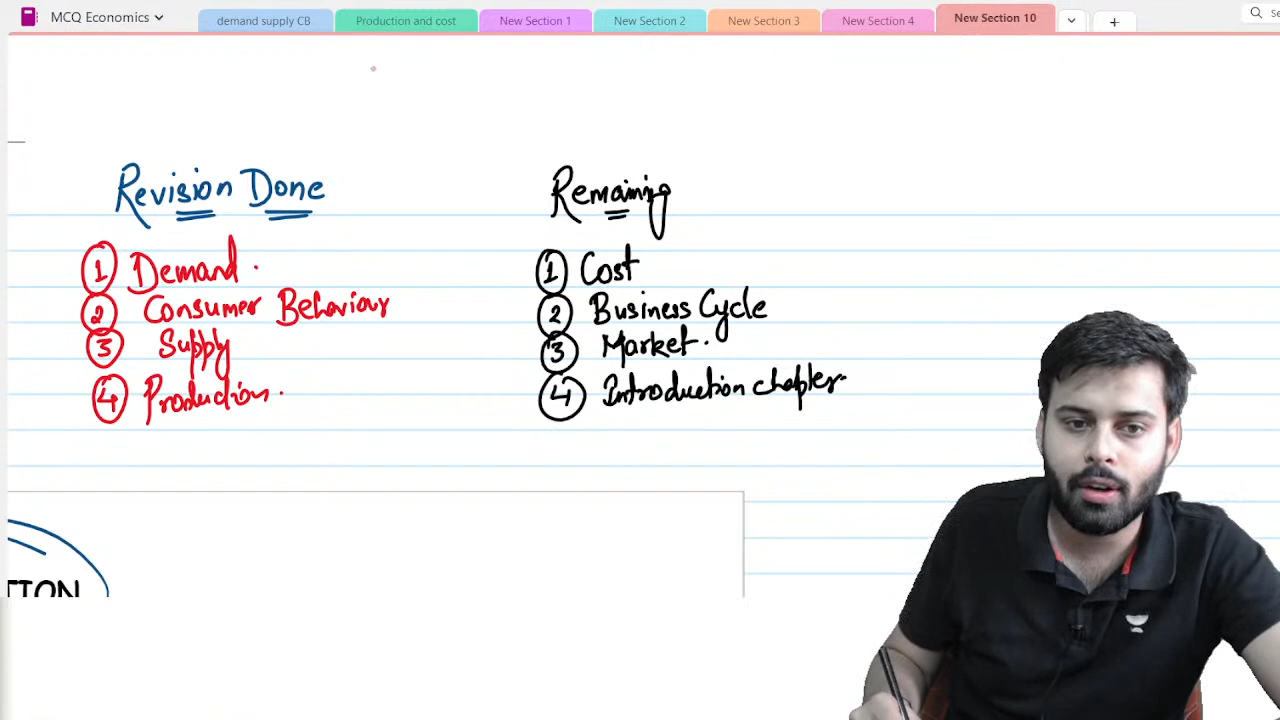 MCQ Economics
demand supply CB
Production and cost
New Section 1
New Section 2
New Section 3
New Section 4
New Section 10
Revision Done
1 Demand.
2 Consumer Behaviour
3 Supply
4 Production.
Remaining
1 Cost
2 Business Cycle
3 Market.
4 Introduction chapter.